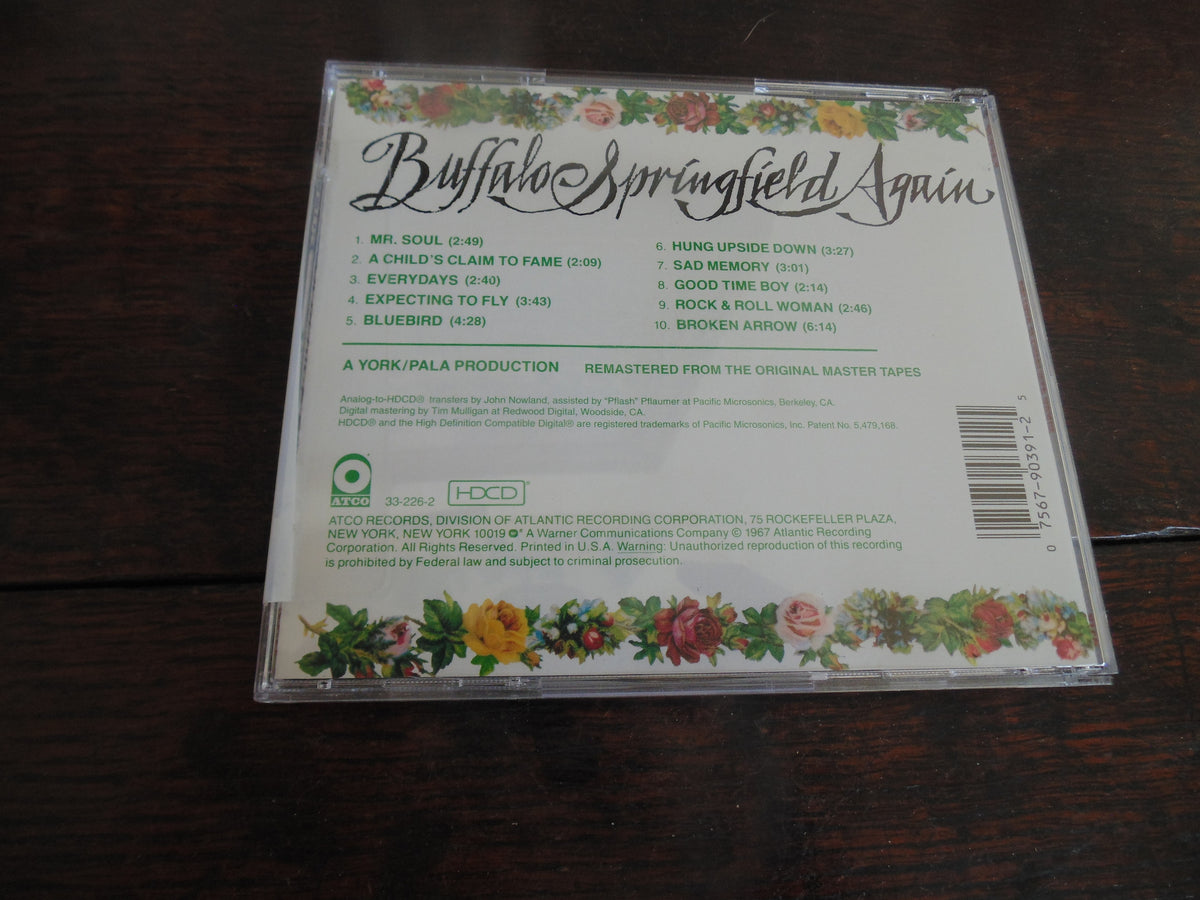 Buffalo Springfield Again
1. MR. SOUL (2:49)
2. A CHILD'S CLAIM TO FAME (2:09)
3. EVERYDAYS (2:40)
4. EXPECTING TO FLY (3:43)
5. BLUEBIRD (4:28)
6. HUNG UPSIDE DOWN (3:27)
7. SAD MEMORY (3:01)
8. GOOD TIME BOY (2:14)
9. ROCK & ROLL WOMAN (2:46)
10. BROKEN ARROW (6:14)
A YORK/PALA PRODUCTION REMASTERED FROM THE ORIGINAL MASTER TAPES
Analog-to-HDCD® transfers by John Nowland, assisted by "Pflash" Pflaumer at Pacific Microsonics, Berkeley, CA.
Digital mastering by Tim Mulligan at Redwood Digital, Woodside, CA.
HDCD® and the High Definition Compatible Digital® are registered trademarks of Pacific Microsonics, Inc. Patent No. 5,479,168.
ATCO 33-226-2 HDCD®
ATCO RECORDS, DIVISION OF ATLANTIC RECORDING CORPORATION, 75 ROCKEFELLER PLAZA,
NEW YORK, NEW YORK 10019 ℗* A Warner Communications Company © 1967 Atlantic Recording
Corporation. All Rights Reserved. Printed in U.S.A. Warning: Unauthorized reproduction of this recording
is prohibited by Federal law and subject to criminal prosecution.
0 7567-90391-2 5